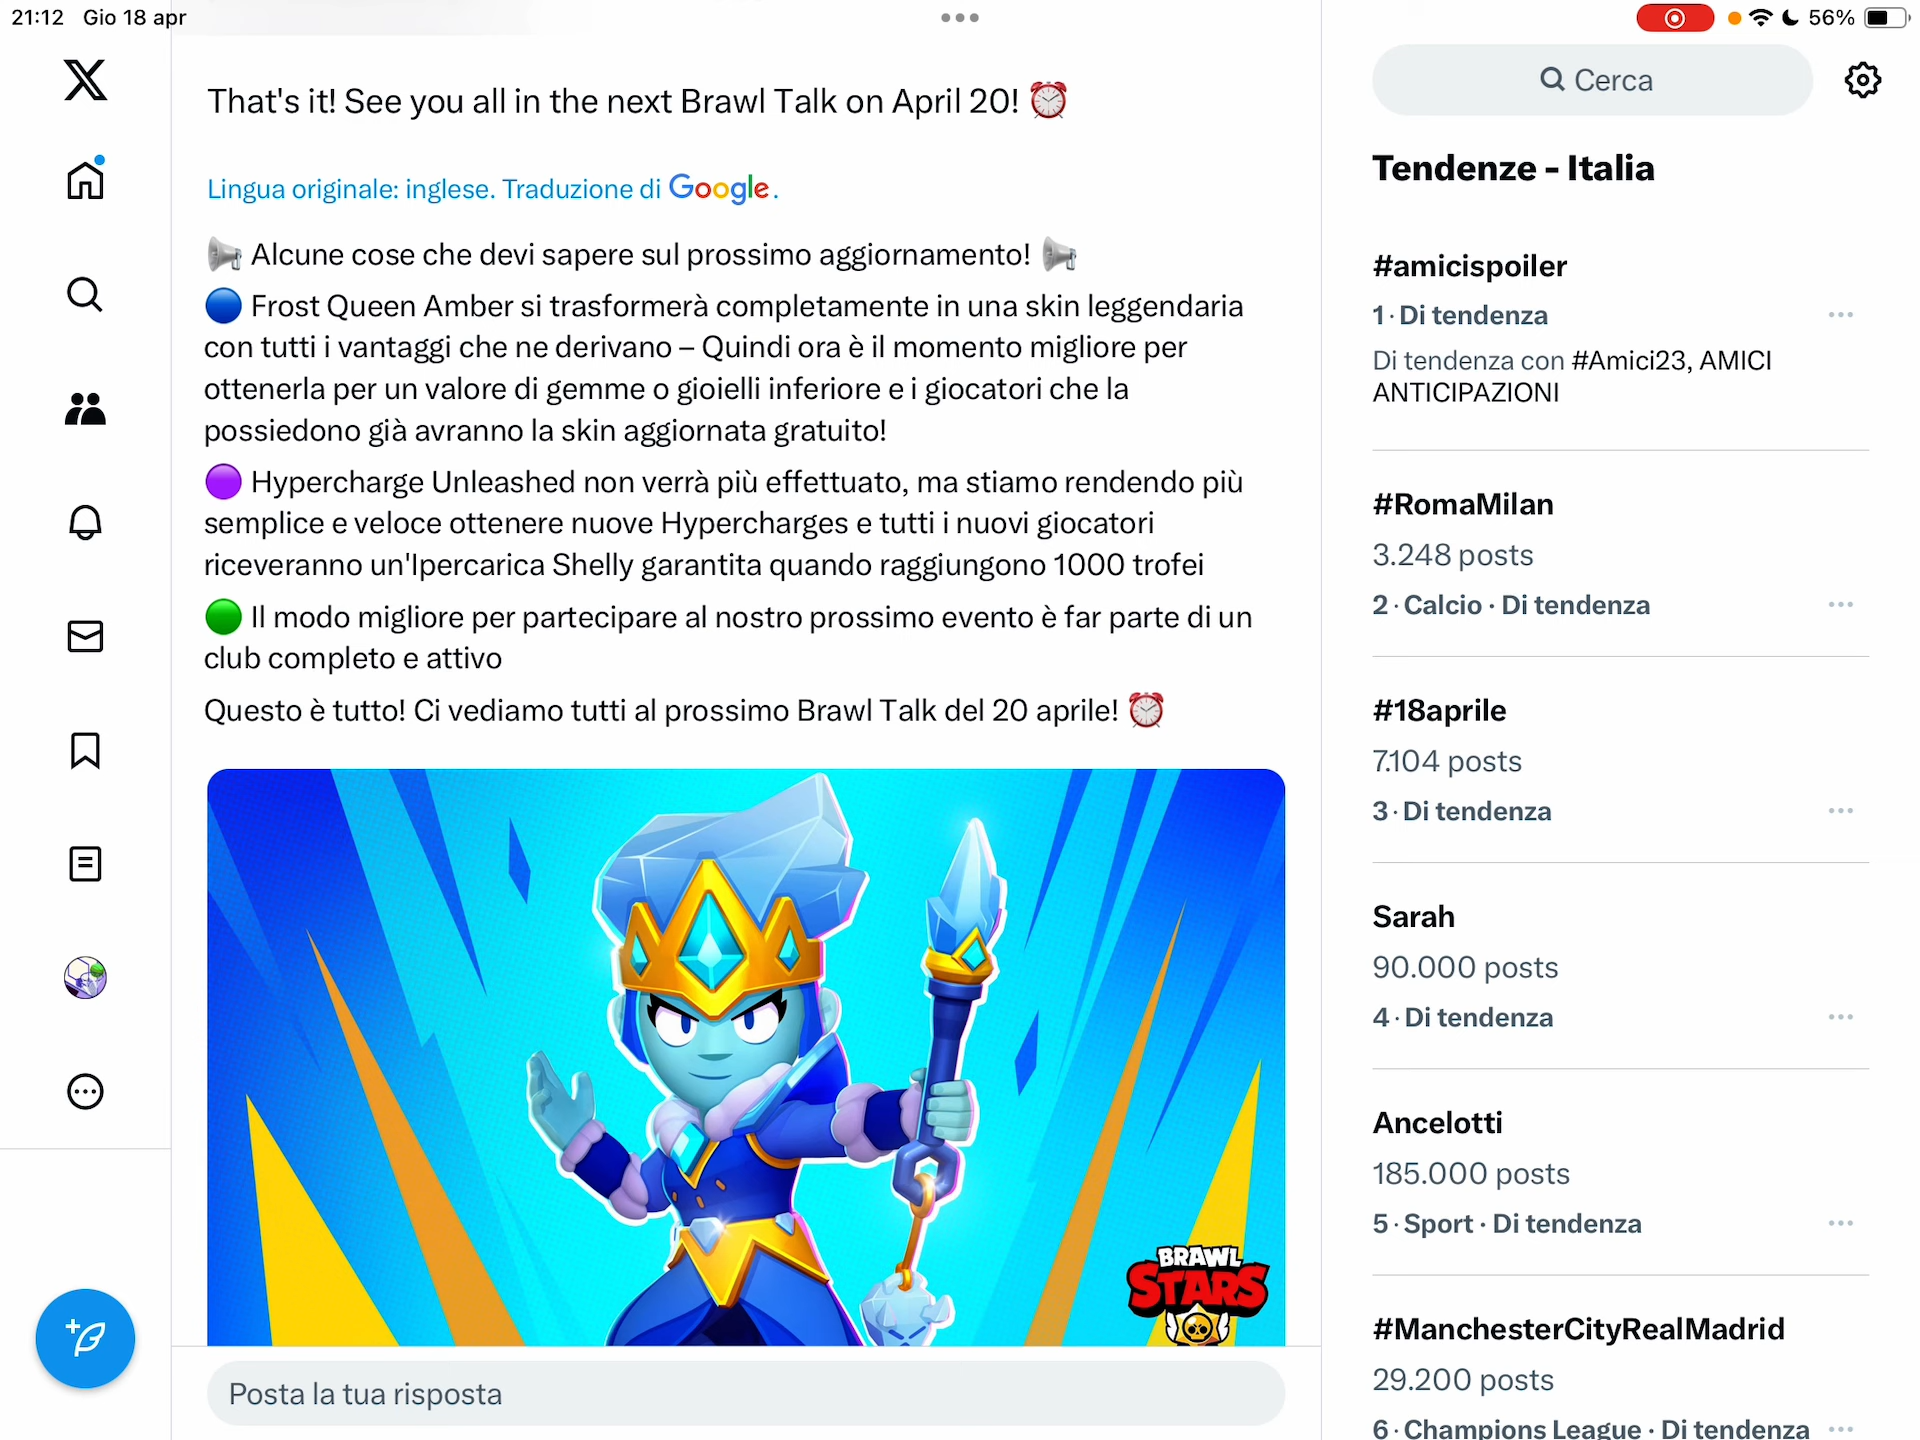 21:12 Gio 18 apr
56%
That's it! See you all in the next Brawl Talk on April 20! ⏰
Lingua originale: inglese. Traduzione di Google.
📢 Alcune cose che devi sapere sul prossimo aggiornamento! 📢
🔵 Frost Queen Amber si trasformerà completamente in una skin leggendaria
con tutti i vantaggi che ne derivano – Quindi ora è il momento migliore per
ottenerla per un valore di gemme o gioielli inferiore e i giocatori che la
possiedono già avranno la skin aggiornata gratuito!
🟣 Hypercharge Unleashed non verrà più effettuato, ma stiamo rendendo più
semplice e veloce ottenere nuove Hypercharges e tutti i nuovi giocatori
riceveranno un'Ipercarica Shelly garantita quando raggiungono 1000 trofei
🟢 Il modo migliore per partecipare al nostro prossimo evento è far parte di un
club completo e attivo
Questo è tutto! Ci vediamo tutti al prossimo Brawl Talk del 20 aprile! ⏰
BRAWL
STARS
Posta la tua risposta
Cerca
Tendenze - Italia
#amicispoiler
1 · Di tendenza
Di tendenza con #Amici23, AMICI
ANTICIPAZIONI
#RomaMilan
3.248 posts
2 · Calcio · Di tendenza
#18aprile
7.104 posts
3 · Di tendenza
Sarah
90.000 posts
4 · Di tendenza
Ancelotti
185.000 posts
5 · Sport · Di tendenza
#ManchesterCityRealMadrid
29.200 posts
6 · Champions League · Di tendenza